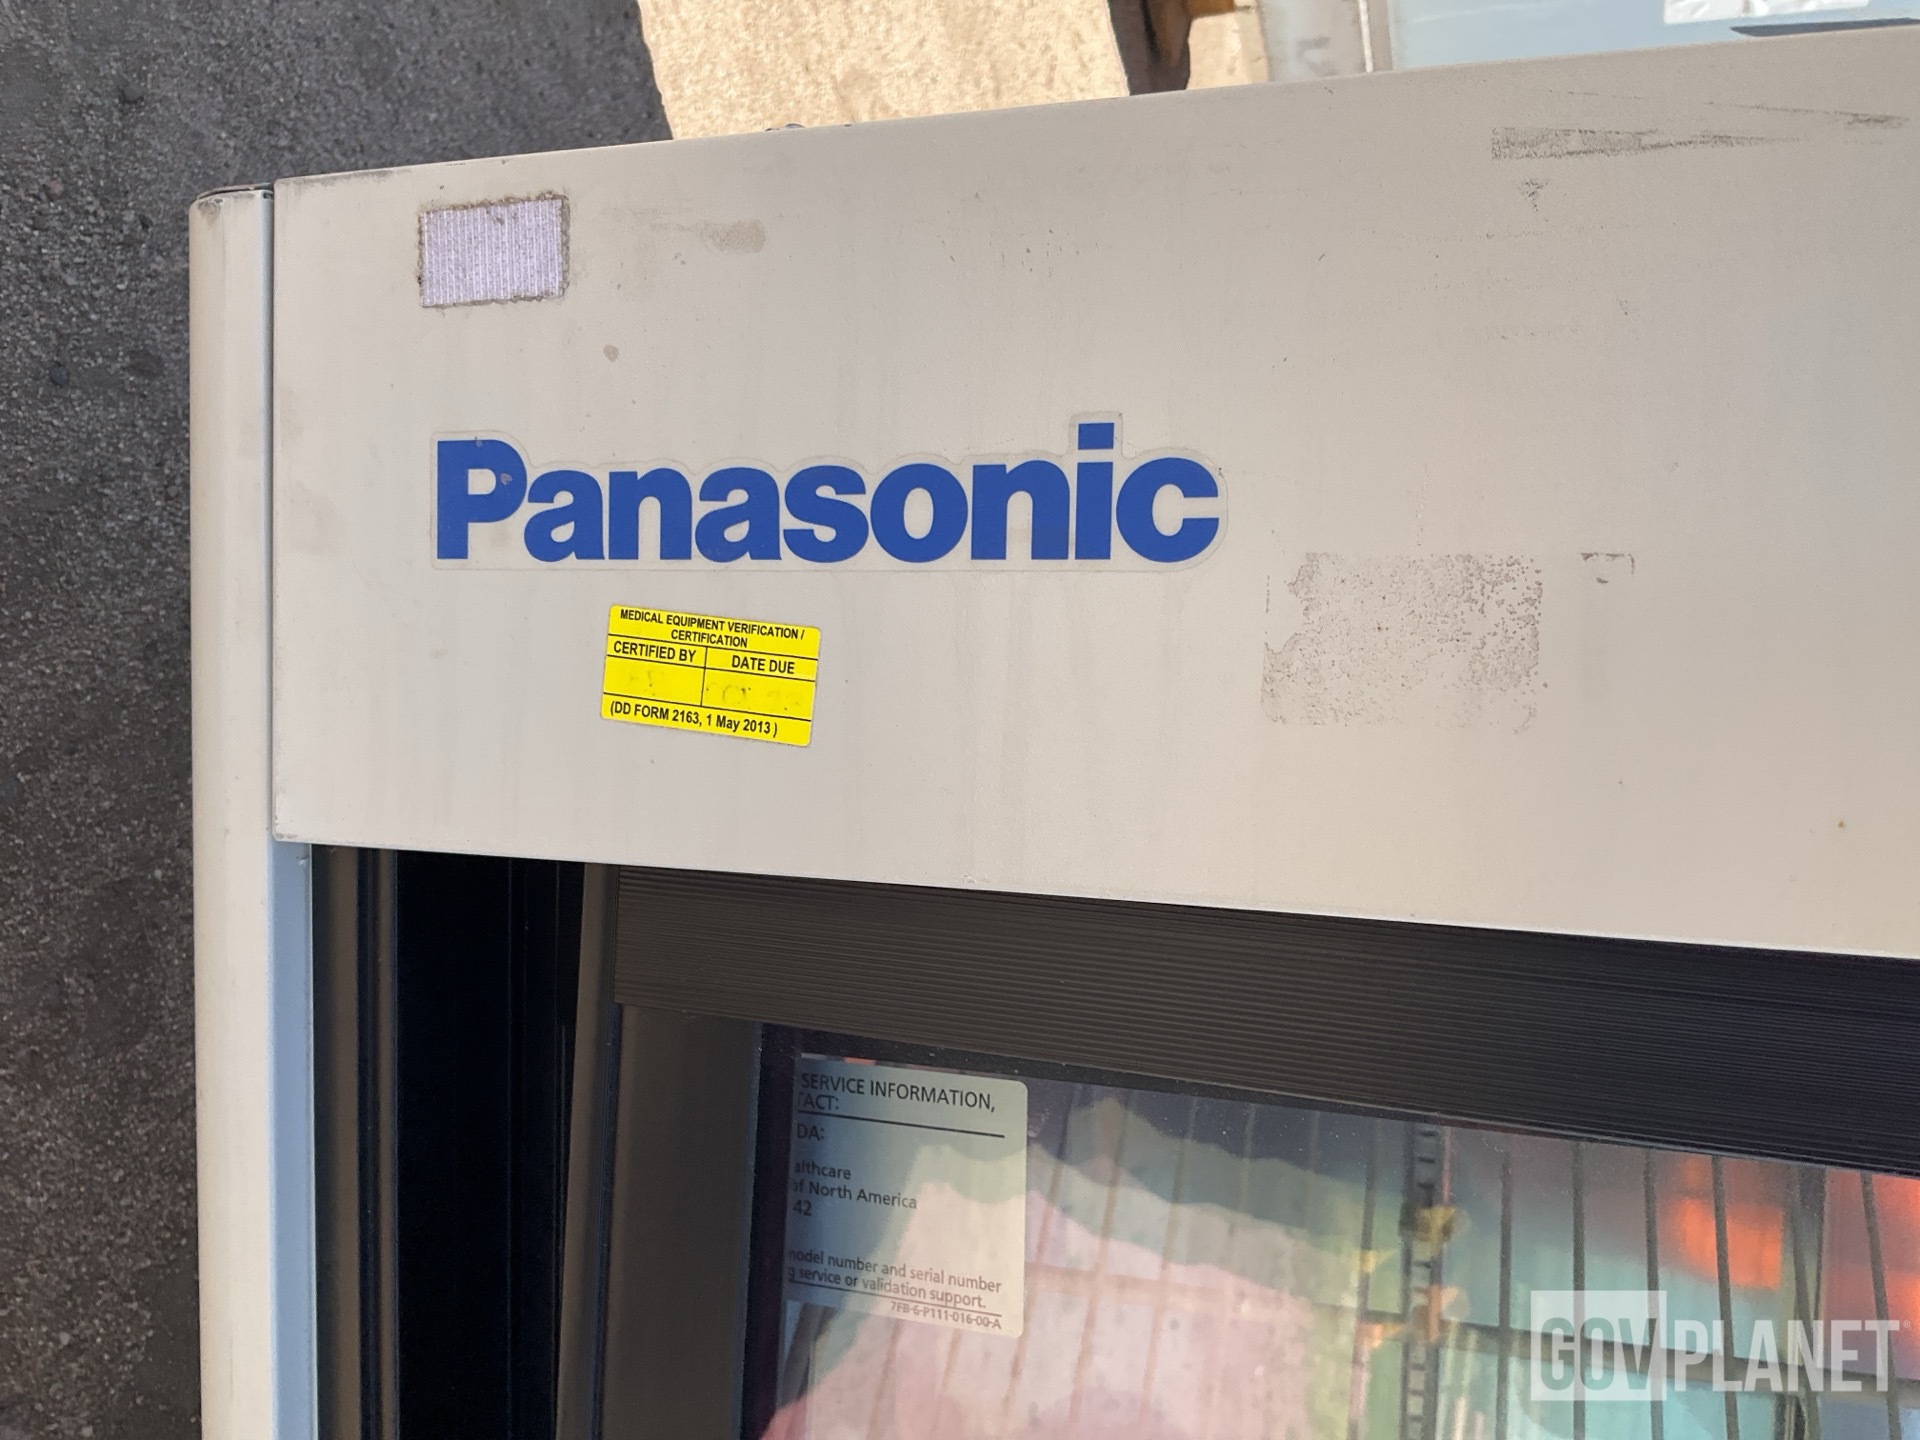 Panasonic
MEDICAL EQUIPMENT VERIFICATION /
CERTIFICATION
CERTIFIED BY DATE DUE
(DD FORM 2163, 1 May 2013 )
SERVICE INFORMATION,
TACT:
DA:
althcare
of North America
42
model number and serial number
g service or validation support.
7FB-6-P111-016-00-A
GOVPLANET